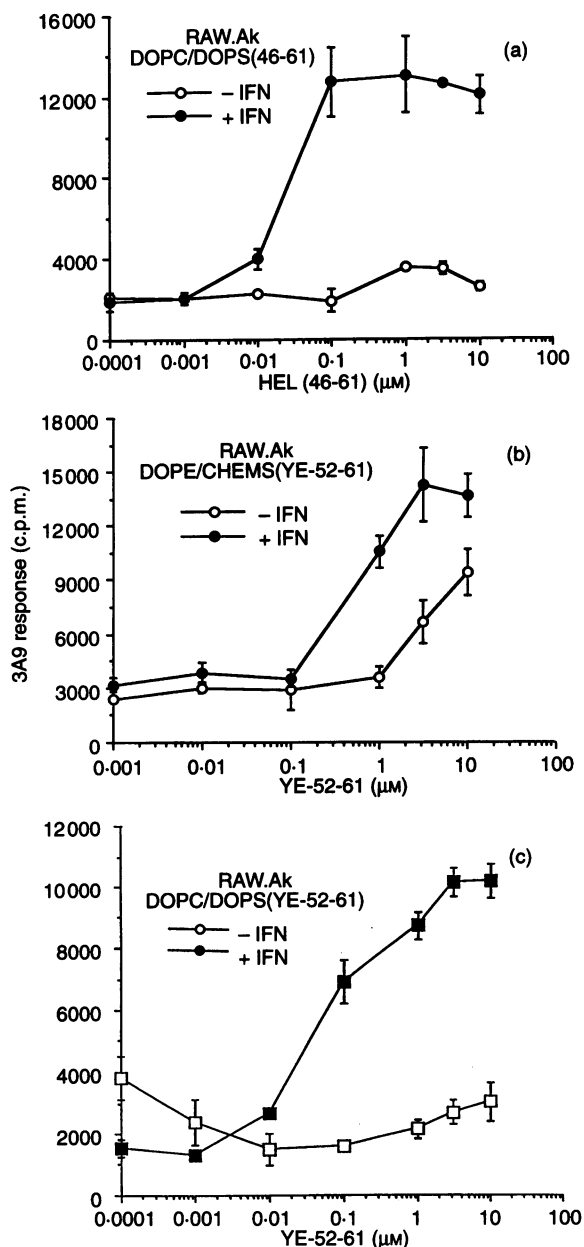 RAW.Ak
DOPC/DOPS(46-61)
(a)
– IFN
+ IFN
16000
12000
8000
4000
0
0·0001 0·001 0·01 0·1 1 10 100
HEL (46-61) (μM)
RAW.Ak
DOPE/CHEMS(YE-52-61)
(b)
– IFN
+ IFN
18000
15000
12000
9000
6000
3000
0
3A9 response (c.p.m.)
0·001 0·01 0·1 1 10 100
YE-52-61 (μM)
RAW.Ak
DOPC/DOPS(YE-52-61)
(c)
– IFN
+ IFN
12000
10000
8000
6000
4000
2000
0
0·0001 0·001 0·01 0·1 1 10 100
YE-52-61 (μM)